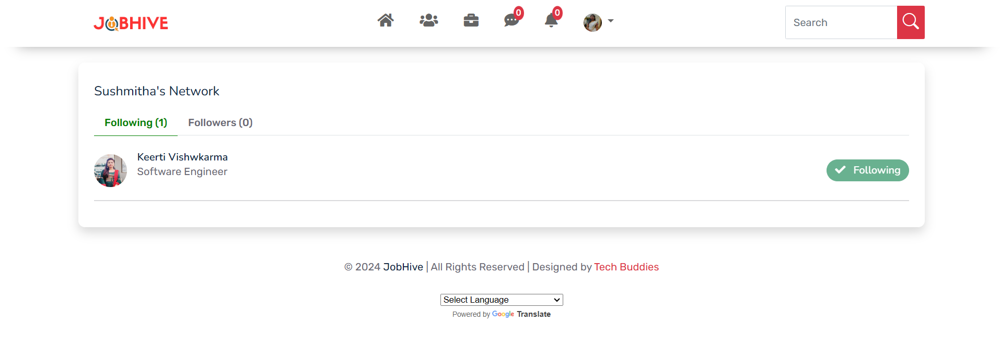 JOBHIVE
0
0
Search
Sushmitha's Network
Following (1)
Followers (0)
Keerti Vishwkarma
Software Engineer
Following
© 2024 JobHive | All Rights Reserved | Designed by Tech Buddies
Select Language
Powered by Google Translate